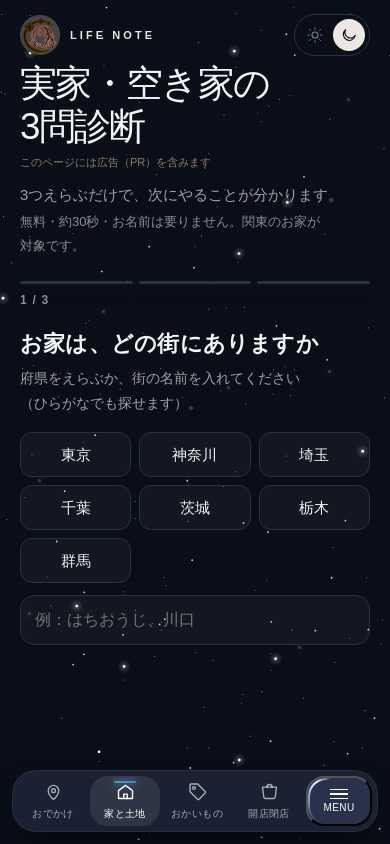 LIFE NOTE
実家・空き家の
3問診断
このページには広告（PR）を含みます
3つえらぶだけで、次にやることが分かります。
無料・約30秒・お名前は要りません。関東のお家が
対象です。
1 / 3
お家は、どの街にありますか
府県をえらぶか、街の名前を入れてください
（ひらがなでも探せます）。
東京
神奈川
埼玉
千葉
茨城
栃木
群馬
例：はちおうじ、川口
おでかけ
家と土地
おかいもの
開店閉店
MENU